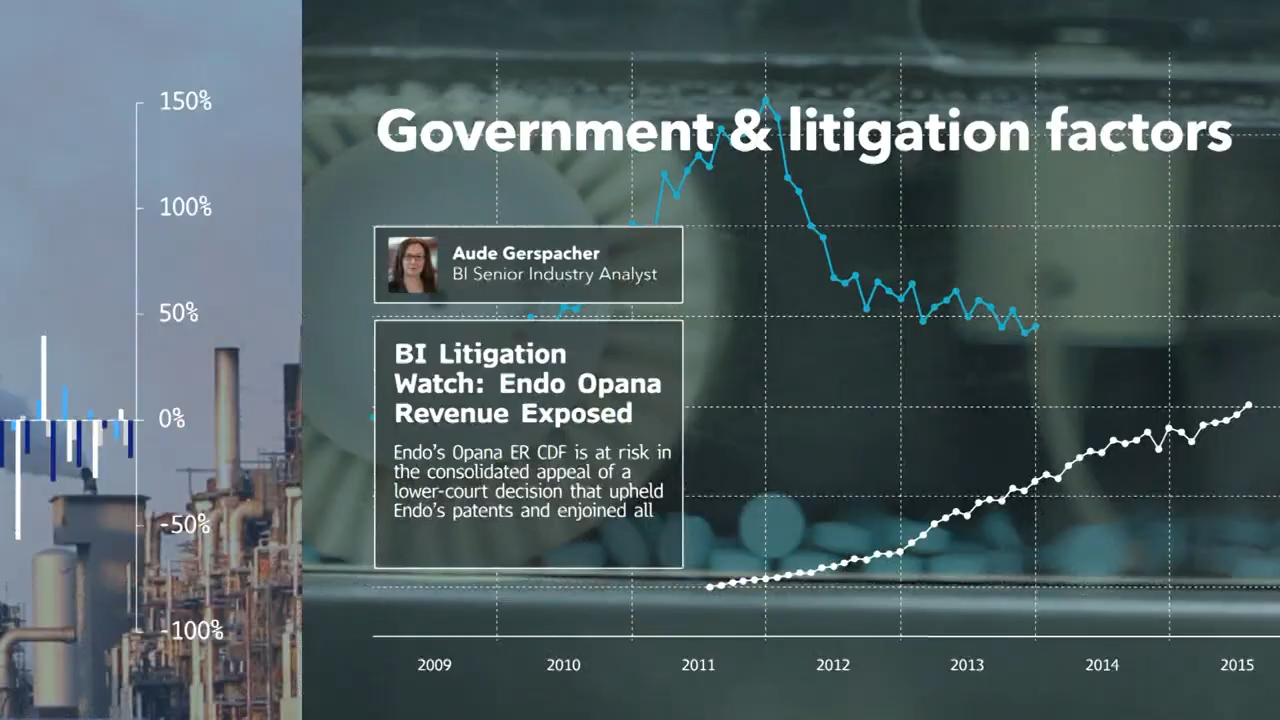 150%
100%
50%
0%
-50%
-100%
Government & litigation factors
Aude Gerspacher
BI Senior Industry Analyst
BI Litigation
Watch: Endo Opana
Revenue Exposed
Endo's Opana ER CDF is at risk in
the consolidated appeal of a
lower-court decision that upheld
Endo's patents and enjoined all
2009 2010 2011 2012 2013 2014 2015